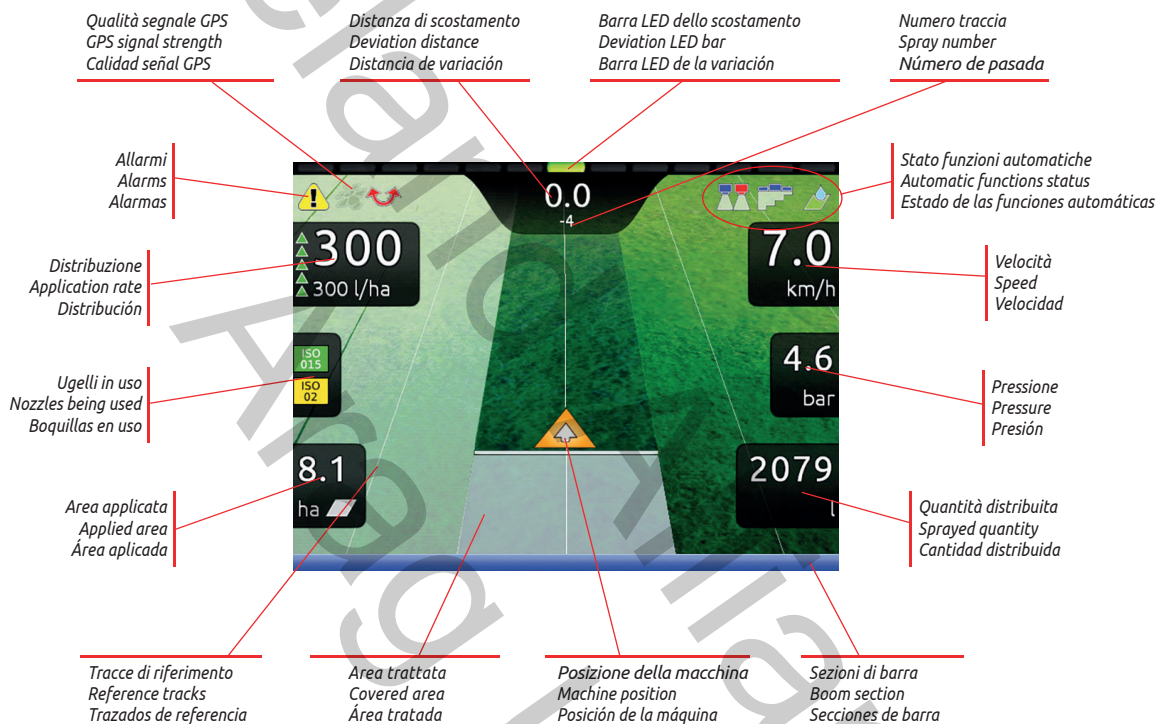 Qualità segnale GPS
GPS signal strength
Calidad señal GPS
Distanza di scostamento
Deviation distance
Distancia de variación
Barra LED dello scostamento
Deviation LED bar
Barra LED de la variación
Numero traccia
Spray number
Número de pasada
Allarmi
Alarms
Alarmas
Stato funzioni automatiche
Automatic functions status
Estado de las funciones automáticas
0.0
-4
300
300 l/ha
7.0
km/h
Distribuzione
Application rate
Distribución
Velocità
Speed
Velocidad
ISO
015
ISO
02
4.6
bar
Ugelli in uso
Nozzles being used
Boquillas en uso
Pressione
Pressure
Presión
8.1
ha
2079
l
Area applicata
Applied area
Área aplicada
Quantità distribuita
Sprayed quantity
Cantidad distribuida
Tracce di riferimento
Reference tracks
Trazados de referencia
Area trattata
Covered area
Área tratada
Posizione della macchina
Machine position
Posición de la máquina
Sezioni di barra
Boom section
Secciones de barra